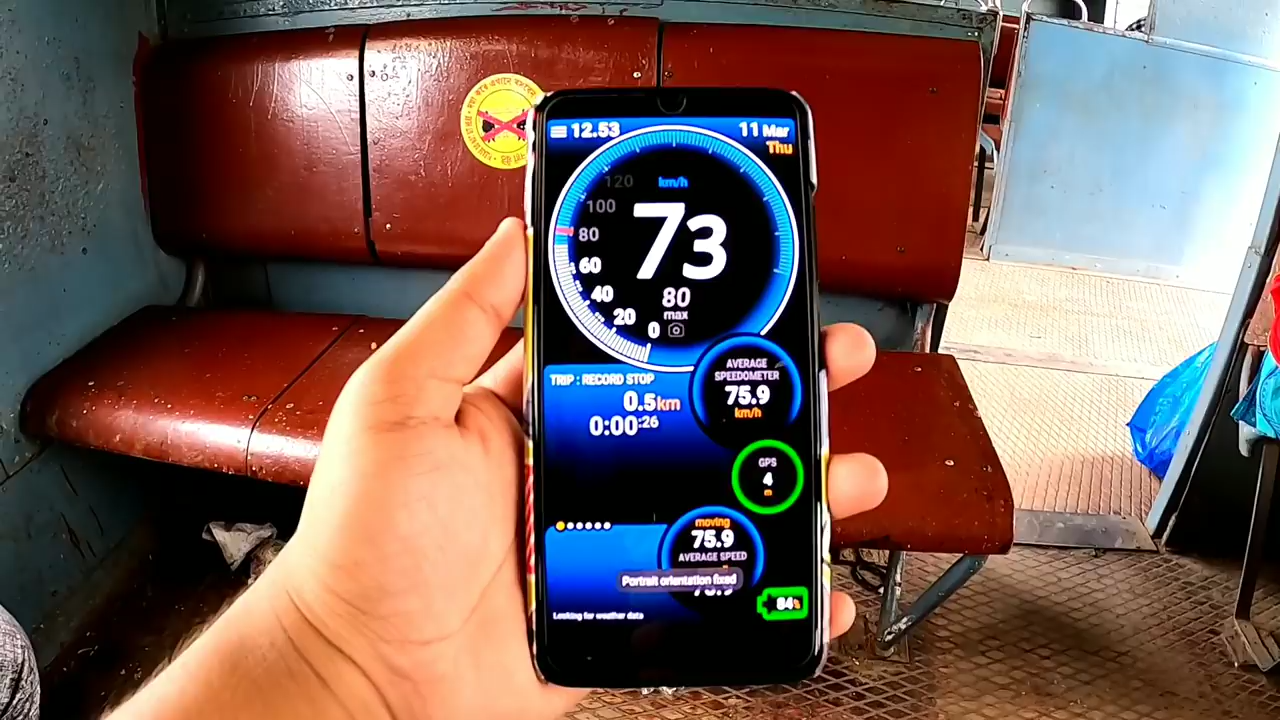 12.53
11 Mar
Thu
km/h
120
100
80
60
40
20
0
73
80
max
AVERAGE
SPEEDOMETER
75.9
km/h
TRIP : RECORD STOP
0.5km
0:00:26
GPS
4
m
moving
75.9
AVERAGE SPEED
Portrait orientation fixed
75.9
84%
Looking for weather data